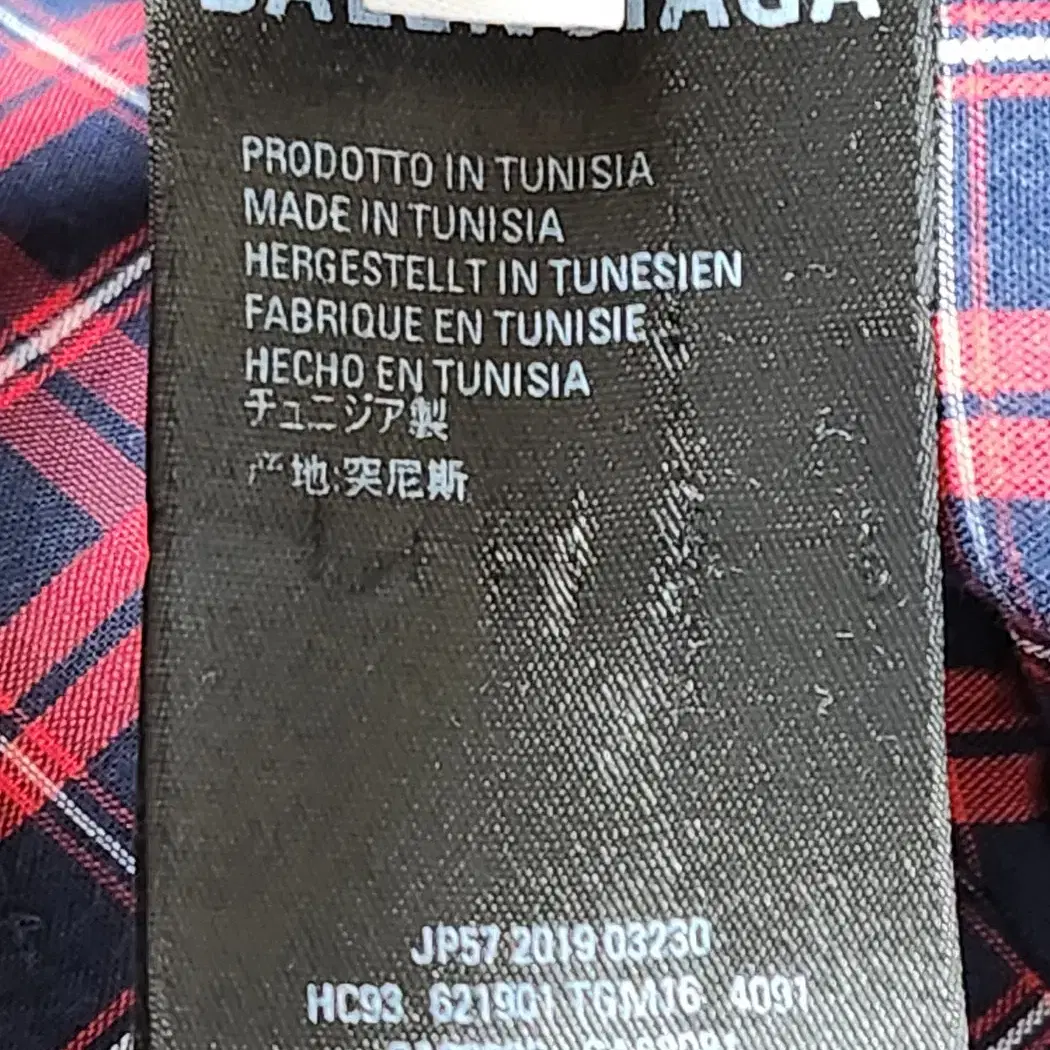 BALENCIAGA
PRODOTTO IN TUNISIA
MADE IN TUNISIA
HERGESTELLT IN TUNESIEN
FABRIQUE EN TUNISIE
HECHO EN TUNISIA
チュニジア製
产地:突尼斯
JP57 2019 03230
HC93 621901 TGM16 4091